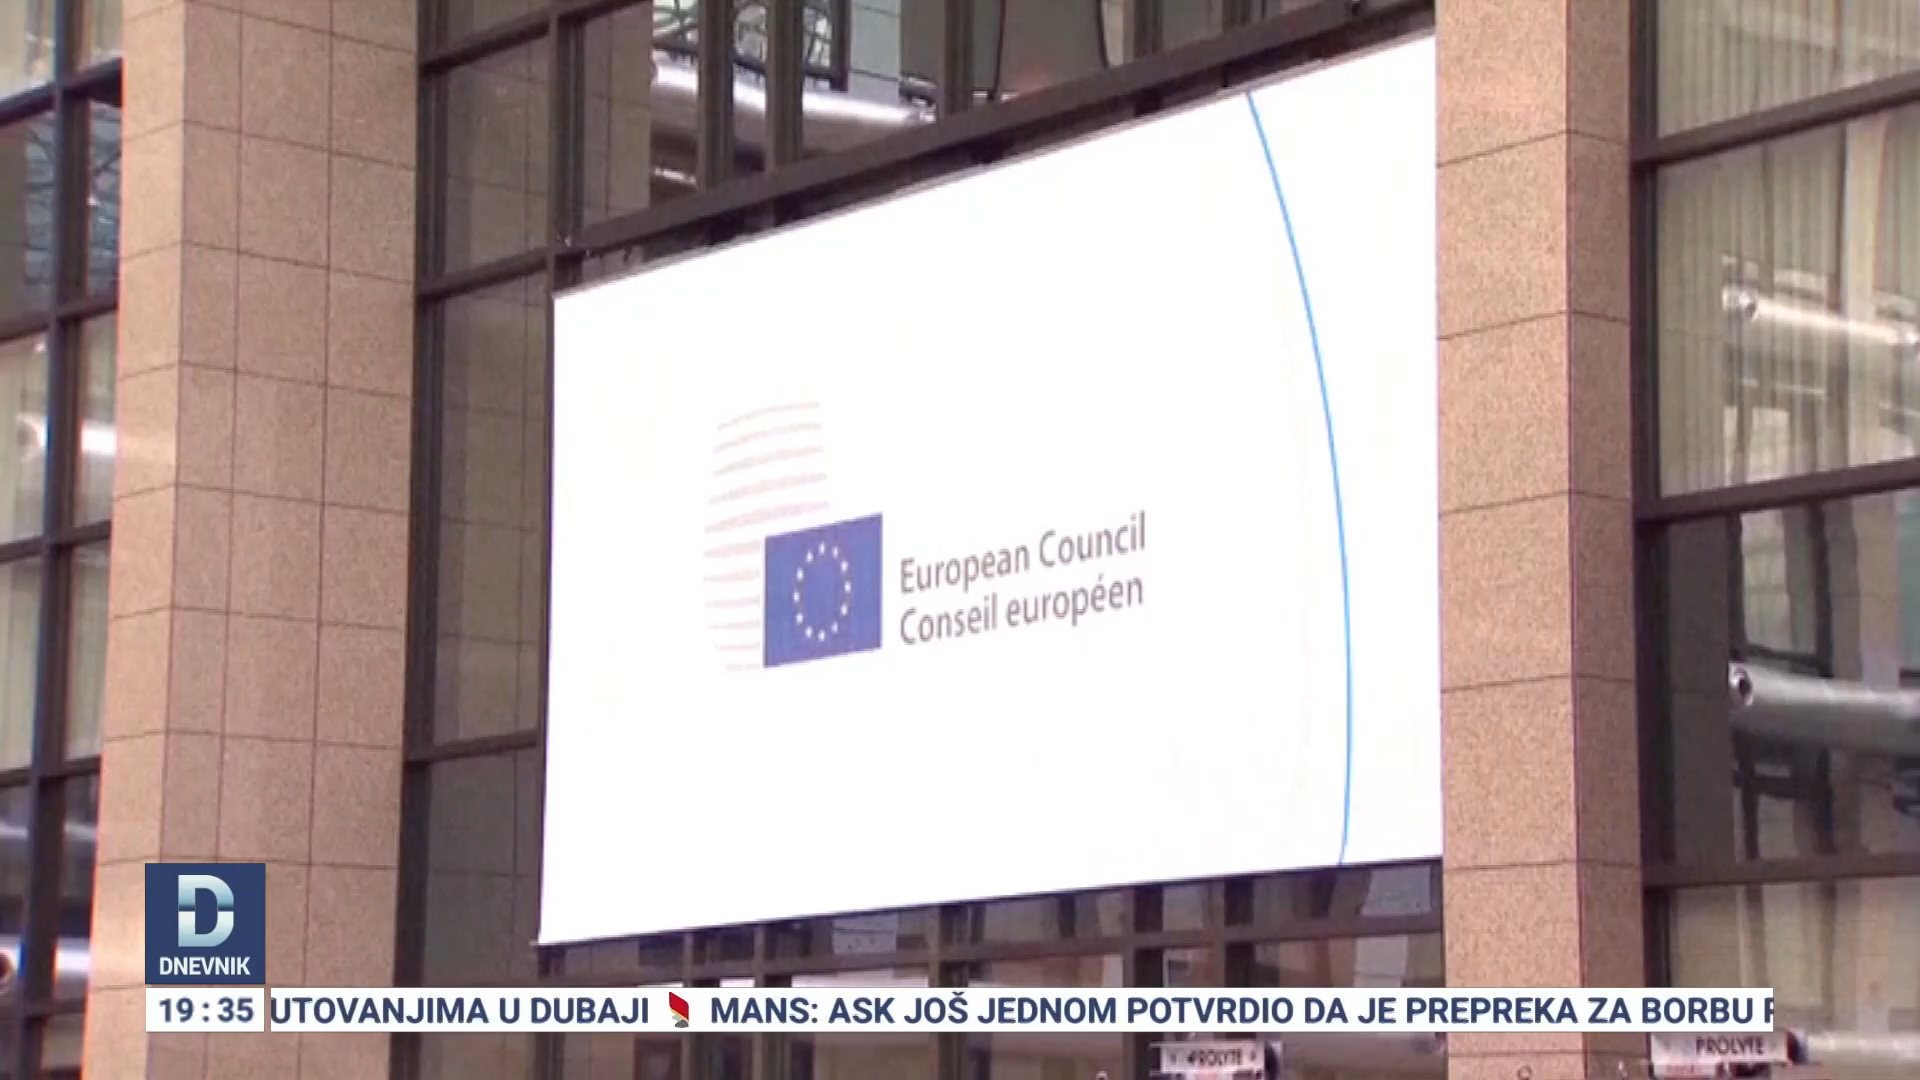 European Council
Conseil européen
DNEVNIK
19:35 UTOVANJIMA U DUBAJI MANS: ASK JOŠ JEDNOM POTVRDIO DA JE PREPREKA ZA BORBU
PROLYTE PROLYTE